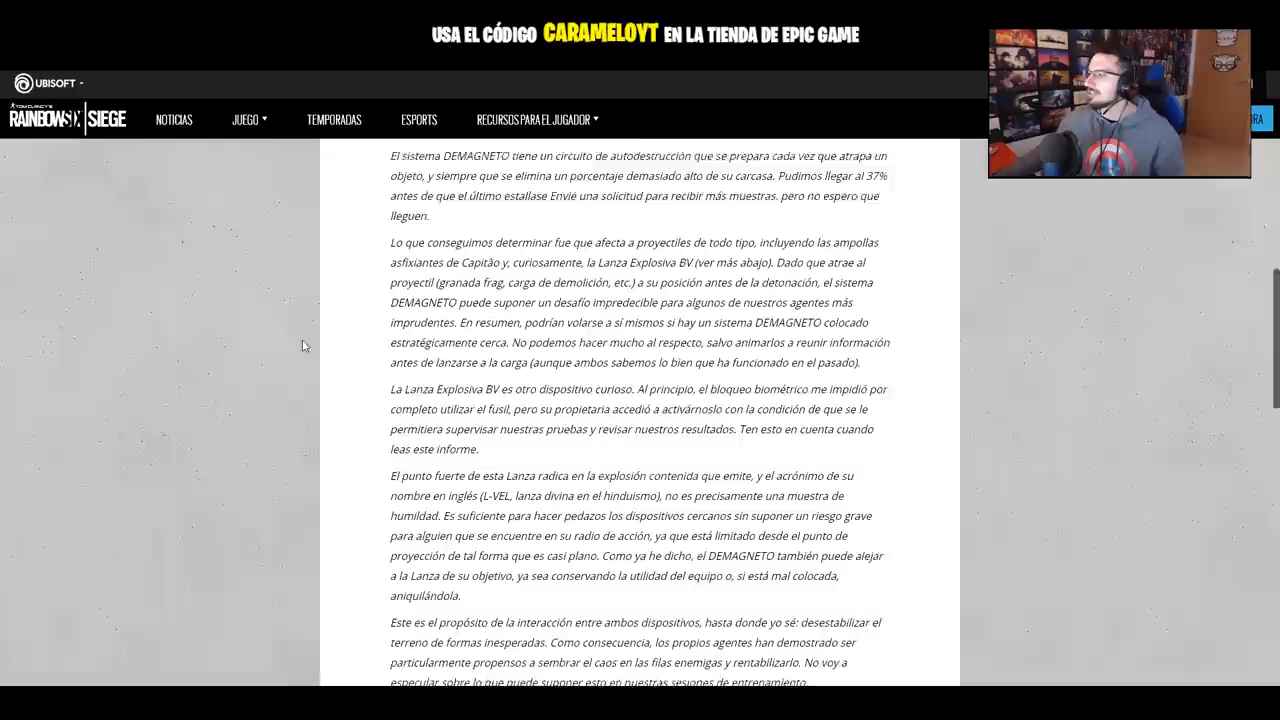 USA EL CÓDIGO CARAMELOYT EN LA TIENDA DE EPIC GAME
UBISOFT
TOM CLANCY'S
RAINBOW SIX | SIEGE
NOTICIAS
JUEGO
TEMPORADAS
ESPORTS
RECURSOS PARA EL JUGADOR
El sistema DEMAGNETO tiene un circuito de autodestrucción que se prepara cada vez que atrapa un
objeto, y siempre que se elimina un porcentaje demasiado alto de su carcasa. Pudimos llegar al 37%
antes de que el último estallase Envié una solicitud para recibir más muestras. pero no espero que
lleguen.
Lo que conseguimos determinar fue que afecta a proyectiles de todo tipo, incluyendo las ampollas
asfixiantes de Capitão y, curiosamente, la Lanza Explosiva BV (ver más abajo). Dado que atrae al
proyectil (granada frag, carga de demolición, etc.) a su posición antes de la detonación, el sistema
DEMAGNETO puede suponer un desafío impredecible para algunos de nuestros agentes más
imprudentes. En resumen, podrían volarse a sí mismos si hay un sistema DEMAGNETO colocado
estratégicamente cerca. No podemos hacer mucho al respecto, salvo animarlos a reunir información
antes de lanzarse a la carga (aunque ambos sabemos lo bien que ha funcionado en el pasado).
La Lanza Explosiva BV es otro dispositivo curioso. Al principio, el bloqueo biométrico me impidió por
completo utilizar el fusil, pero su propietaria accedió a activárnoslo con la condición de que se le
permitiera supervisar nuestras pruebas y revisar nuestros resultados. Ten esto en cuenta cuando
leas este informe.
El punto fuerte de esta Lanza radica en la explosión contenida que emite, y el acrónimo de su
nombre en inglés (L-VEL, lanza divina en el hinduismo), no es precisamente una muestra de
humildad. Es suficiente para hacer pedazos los dispositivos cercanos sin suponer un riesgo grave
para alguien que se encuentre en su radio de acción, ya que está limitado desde el punto de
proyección de tal forma que es casi plano. Como ya he dicho, el DEMAGNETO también puede alejar
a la Lanza de su objetivo, ya sea conservando la utilidad del equipo o, si está mal colocada,
aniquilándola.
Este es el propósito de la interacción entre ambos dispositivos, hasta donde yo sé: desestabilizar el
terreno de formas inesperadas. Como consecuencia, los propios agentes han demostrado ser
particularmente propensos a sembrar el caos en las filas enemigas y rentabilizarlo. No voy a
especular sobre lo que puede suponer esto en nuestras sesiones de entrenamiento.